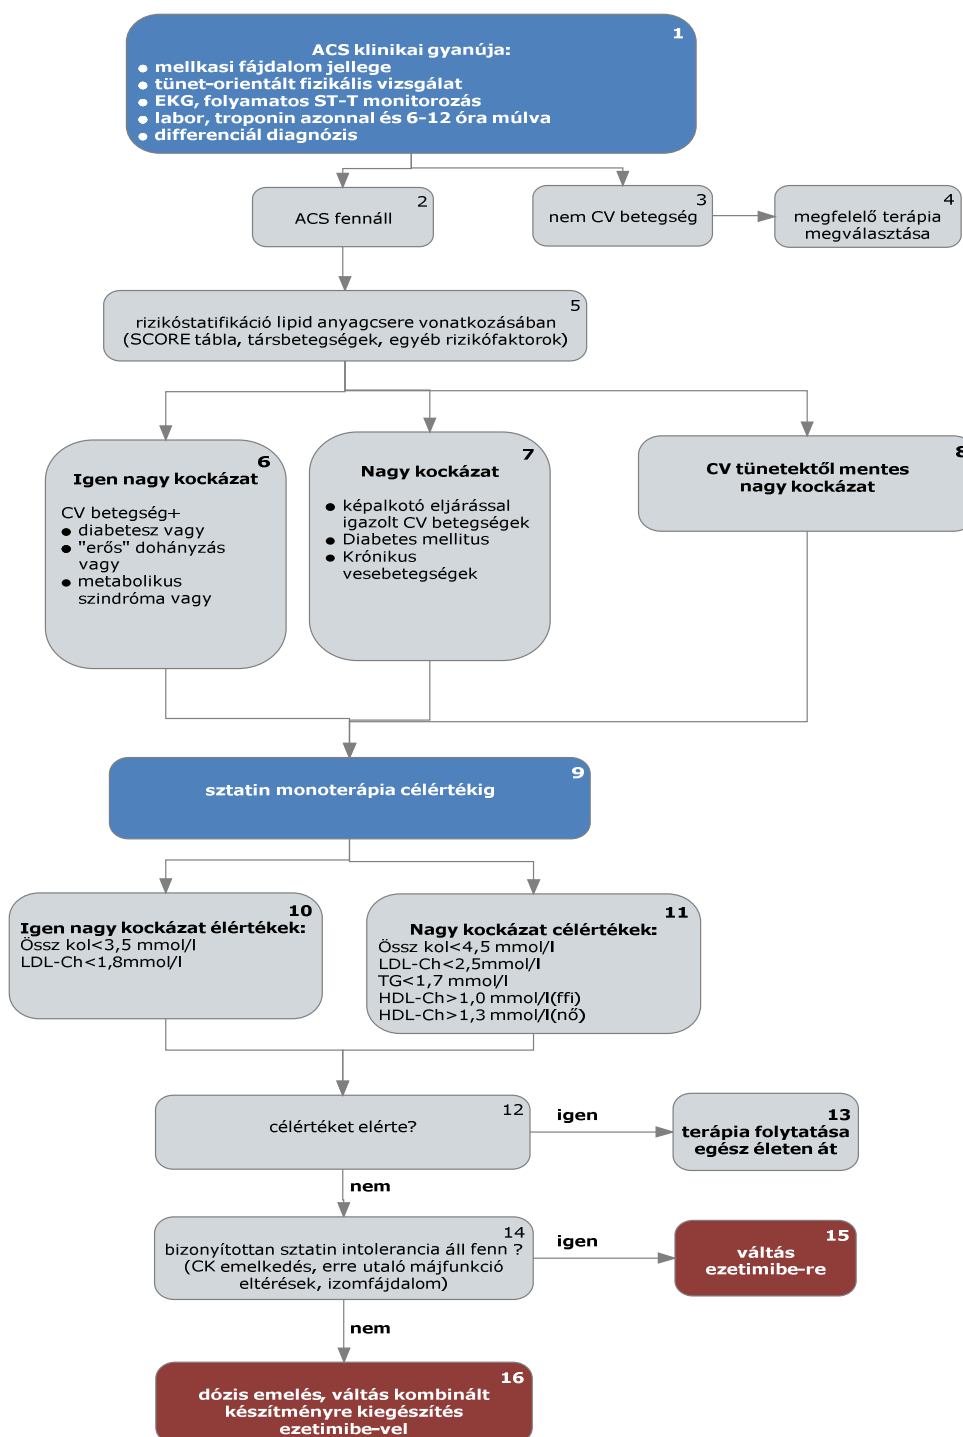 1
ACS klinikai gyanúja:
● mellkasi fájdalom jellege
● tünet-orientált fizikális vizsgálat
● EKG, folyamatos ST-T monitorozás
● labor, troponin azonnal és 6-12 óra múlva
● differenciál diagnózis
2
ACS fennáll
3
nem CV betegség
4
megfelelő terápia
megválasztása
5
rizikóstatifikáció lipid anyagcsere vonatkozásában
(SCORE tábla, társbetegségek, egyéb rizikófaktorok)
6
Igen nagy kockázat
CV betegség+
● diabetesz vagy
● "erős" dohányzás
vagy
● metabolikus
szindróma vagy
7
Nagy kockázat
● képalkotó eljárással
igazolt CV betegségek
● Diabetes mellitus
● Krónikus
vesebetegségek
8
CV tünetektől mentes
nagy kockázat
9
sztatin monoterápia célértékig
10
Igen nagy kockázat élértékek:
Össz kol<3,5 mmol/l
LDL-Ch<1,8mmol/l
11
Nagy kockázat célértékek:
Össz kol<4,5 mmol/l
LDL-Ch<2,5mmol/l
TG<1,7 mmol/l
HDL-Ch>1,0 mmol/l(ffi)
HDL-Ch>1,3 mmol/l(nő)
12
célértéket elérte?
igen
13
terápia folytatása
egész életen át
nem
14
bizonyítottan sztatin intolerancia áll fenn ?
(CK emelkedés, erre utaló májfunkció
eltérések, izomfájdalom)
igen
15
váltás
ezetimibe-re
nem
16
dózis emelés, váltás kombinált
készítményre kiegészítés
ezetimibe-vel